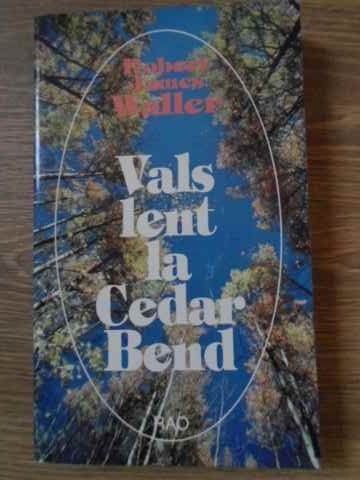 Robert
James
Waller
Vals
lent
la
Cedar
Bend
RAO